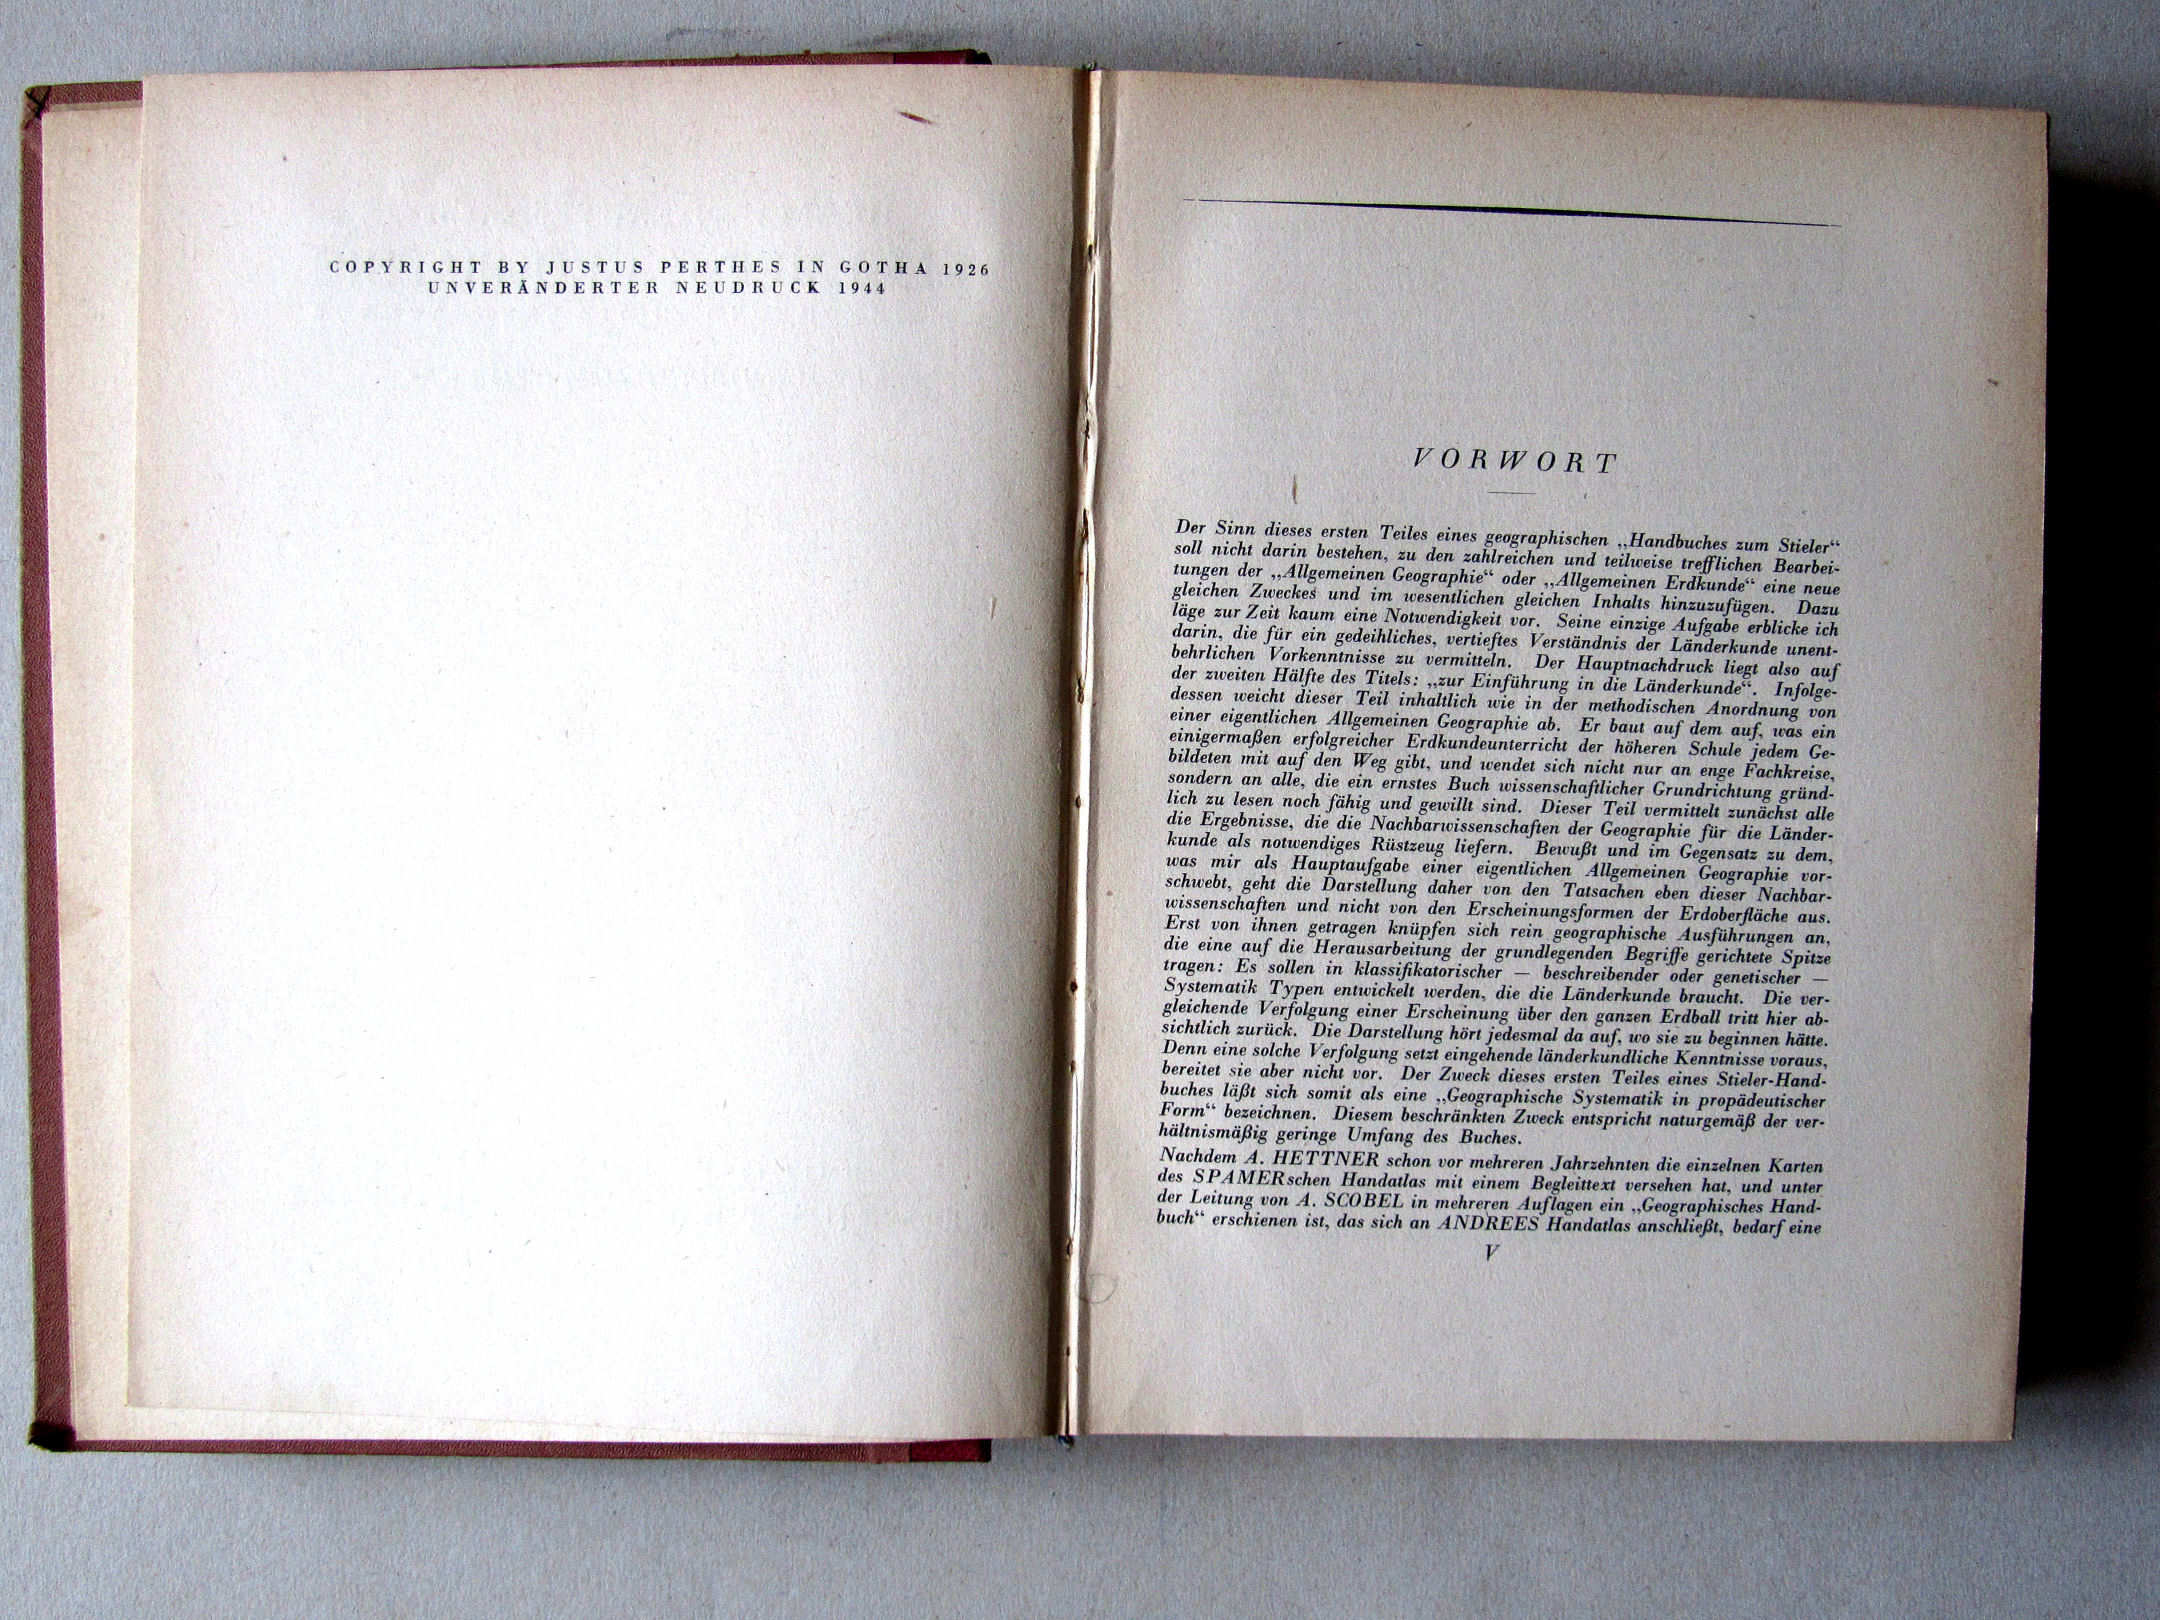 COPYRIGHT BY JUSTUS PERTHES IN GOTHA 1926
UNVERÄNDERTER NEUDRUCK 1944
VORWORT
Der Sinn dieses ersten Teiles eines geographischen „Handbuches zum Stieler“
soll nicht darin bestehen, zu den zahlreichen und teilweise trefflichen Bearbei-
tungen der „Allgemeinen Geographie“ oder „Allgemeinen Erdkunde“ eine neue
gleichen Zweckes und im wesentlichen gleichen Inhalts hinzuzufügen. Dazu
läge zur Zeit kaum eine Notwendigkeit vor. Seine einzige Aufgabe erblicke ich
darin, die für ein gedeihliches, vertieftes Verständnis der Länderkunde unent-
behrlichen Vorkenntnisse zu vermitteln. Der Hauptnachdruck liegt also auf
der zweiten Hälfte des Titels: „zur Einführung in die Länderkunde“. Infolge-
dessen weicht dieser Teil inhaltlich wie in der methodischen Anordnung von
einer eigentlichen Allgemeinen Geographie ab. Er baut auf dem auf, was ein
einigermaßen erfolgreicher Erdkundeunterricht der höheren Schule jedem Ge-
bildeten mit auf den Weg gibt, und wendet sich nicht nur an enge Fachkreise,
sondern an alle, die ein ernstes Buch wissenschaftlicher Grundrichtung gründ-
lich zu lesen noch fähig und gewillt sind. Dieser Teil vermittelt zunächst alle
die Ergebnisse, die die Nachbarwissenschaften der Geographie für die Länder-
kunde als notwendiges Rüstzeug liefern. Bewußt und im Gegensatz zu dem,
was mir als Hauptaufgabe einer eigentlichen Allgemeinen Geographie vor-
schwebt, geht die Darstellung daher von den Tatsachen eben dieser Nachbar-
wissenschaften und nicht von den Erscheinungsformen der Erdoberfläche aus.
Erst von ihnen getragen knüpfen sich rein geographische Ausführungen an,
die eine auf die Herausarbeitung der grundlegenden Begriffe gerichtete Spitze
tragen: Es sollen in klassifikatorischer — beschreibender oder genetischer —
Systematik Typen entwickelt werden, die die Länderkunde braucht. Die ver-
gleichende Verfolgung einer Erscheinung über den ganzen Erdball tritt hier ab-
sichtlich zurück. Die Darstellung hört jedesmal da auf, wo sie zu beginnen hätte.
Denn eine solche Verfolgung setzt eingehende länderkundliche Kenntnisse voraus,
bereitet sie aber nicht vor. Der Zweck dieses ersten Teiles eines Stieler-Hand-
buches läßt sich somit als eine „Geographische Systematik in propädeutischer
Form“ bezeichnen. Diesem beschränkten Zweck entspricht naturgemäß der ver-
hältnismäßig geringe Umfang des Buches.
Nachdem A. HETTNER schon vor mehreren Jahrzehnten die einzelnen Karten
des SPAMERschen Handatlas mit einem Begleittext versehen hat, und unter
der Leitung von A. SCOBEL in mehreren Auflagen ein „Geographisches Hand-
buch“ erschienen ist, das sich an ANDREES Handatlas anschließt, bedarf eine
V